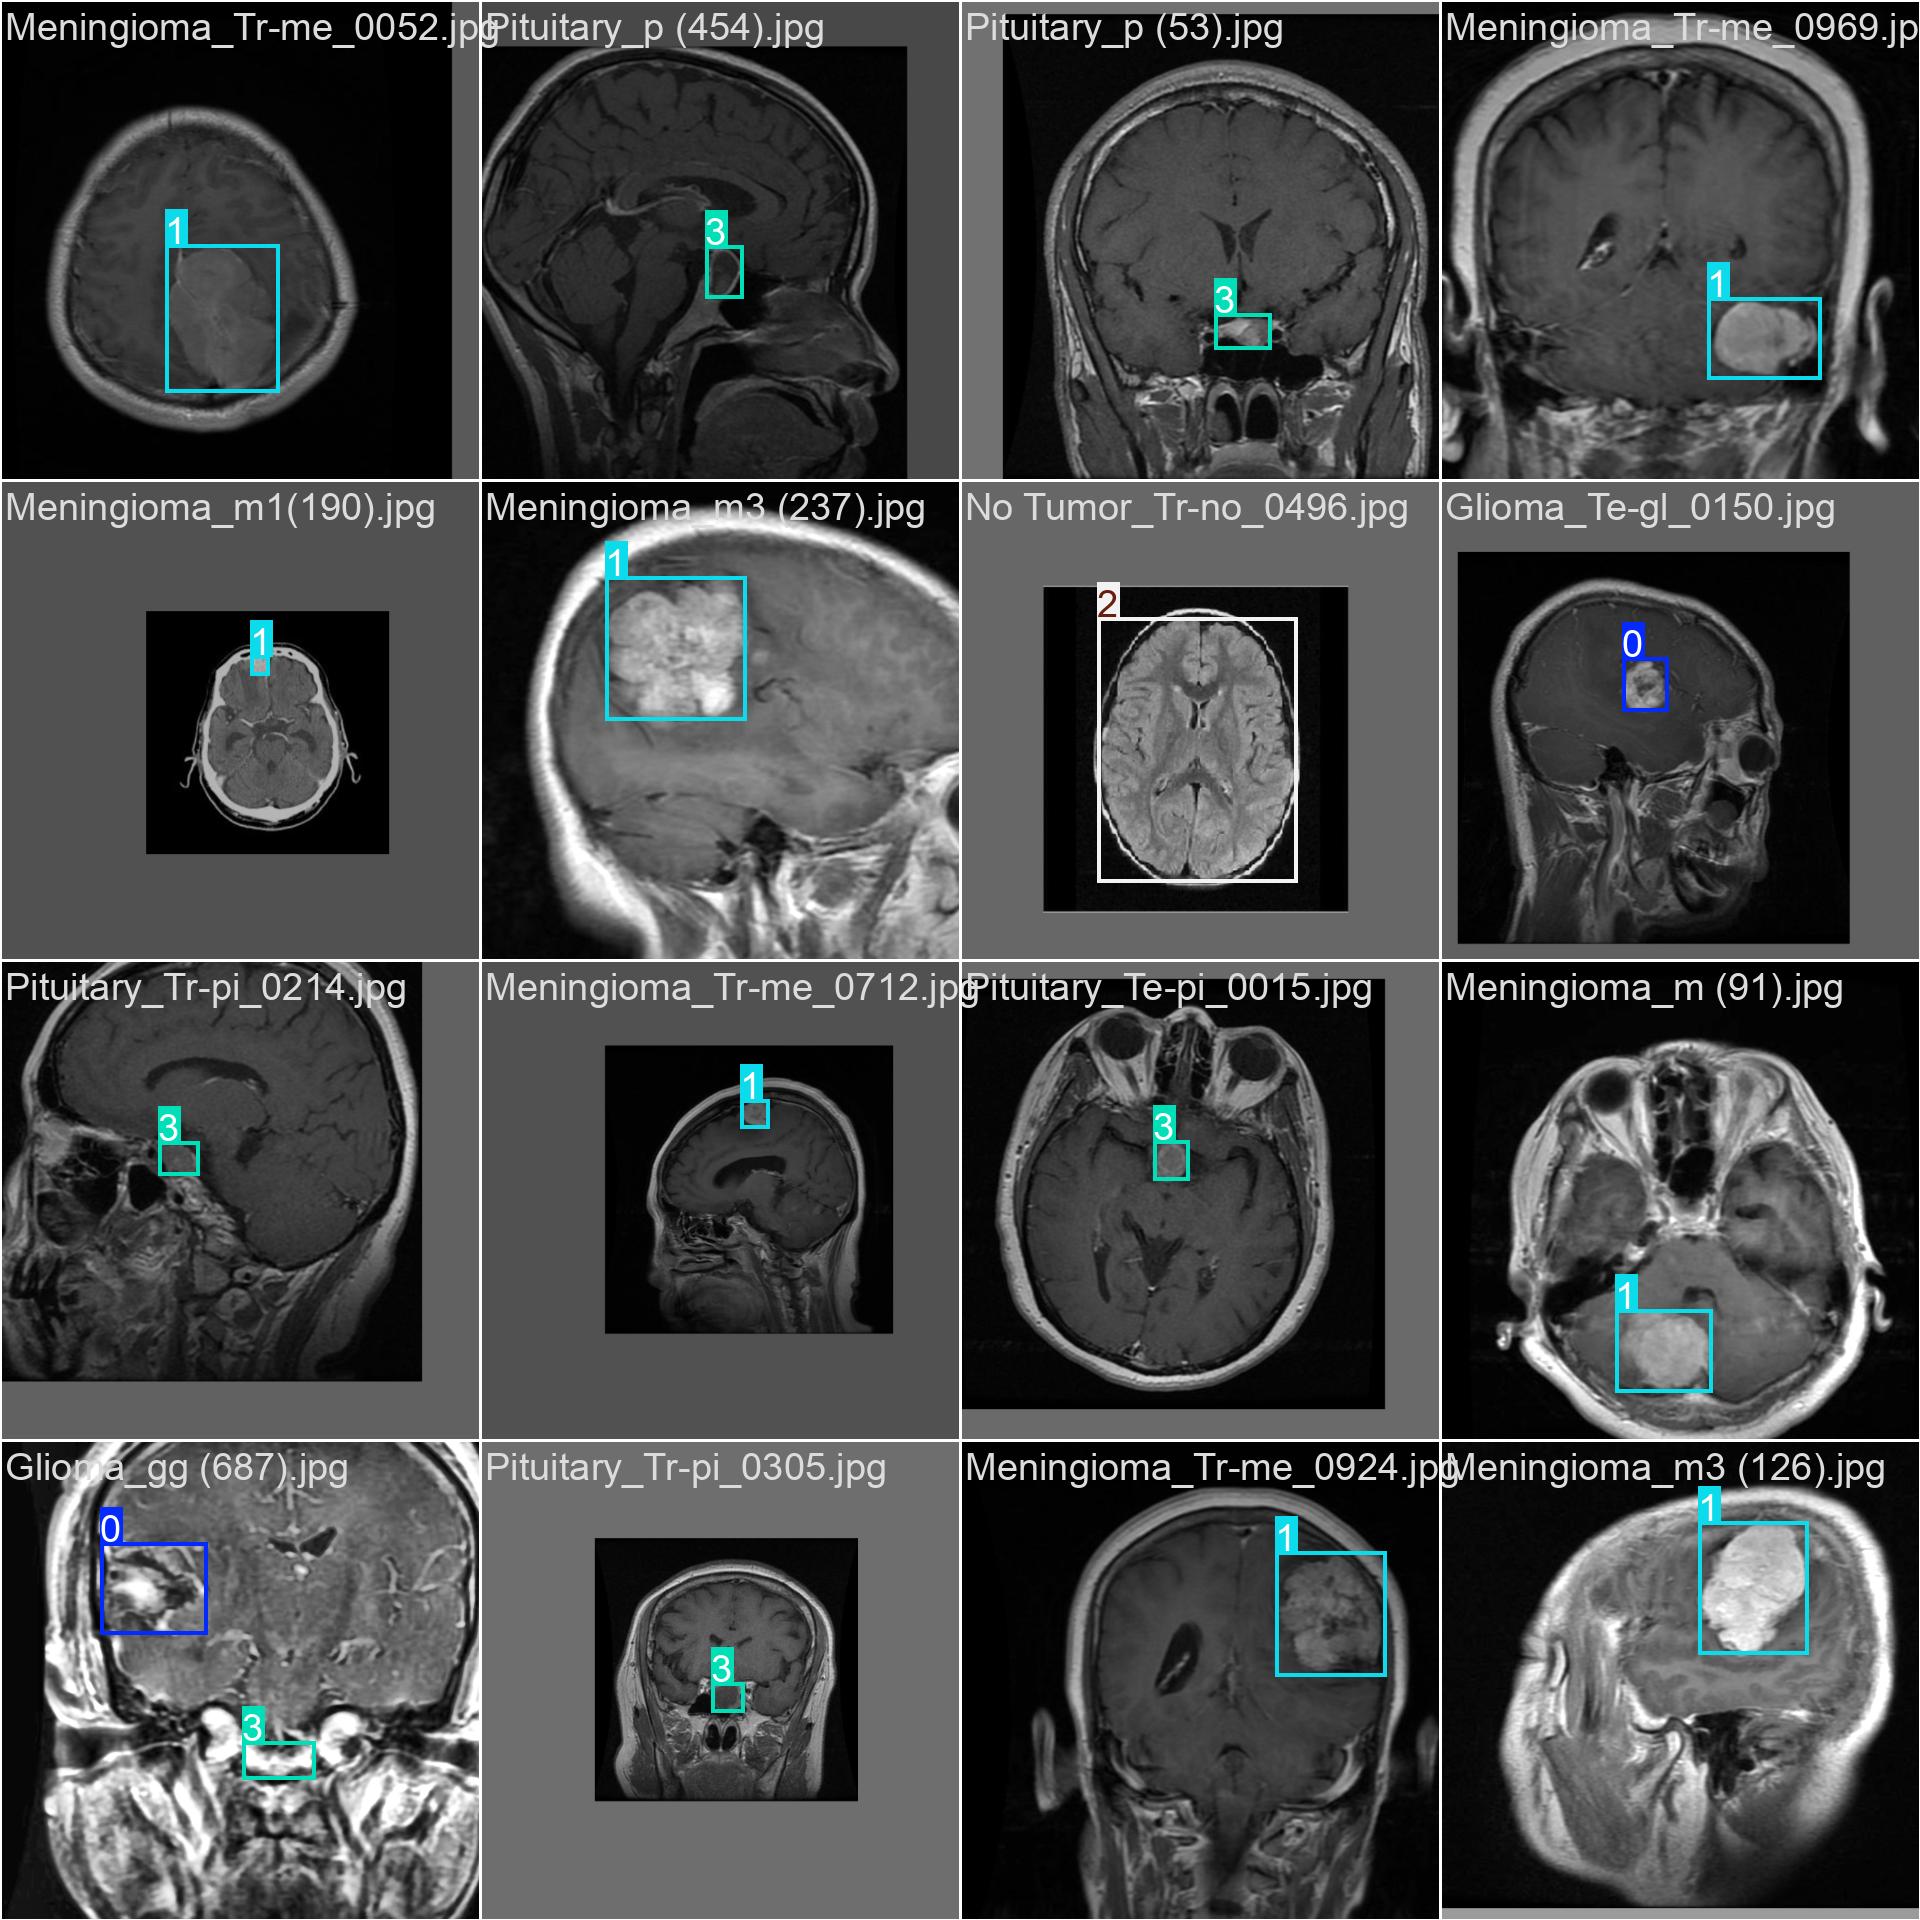 Meningioma_Tr-me_0052.jpg
Pituitary_p (454).jpg
Pituitary_p (53).jpg
Meningioma_Tr-me_0969.jp
1
3
3
1
Meningioma_m1(190).jpg
Meningioma_m3 (237).jpg
No Tumor_Tr-no_0496.jpg
Glioma_Te-gl_0150.jpg
1
1
2
0
Pituitary_Tr-pi_0214.jpg
Meningioma_Tr-me_0712.jpg
Pituitary_Te-pi_0015.jpg
Meningioma_m (91).jpg
3
1
3
1
Glioma_gg (687).jpg
Pituitary_Tr-pi_0305.jpg
Meningioma_Tr-me_0924.jpg
Meningioma_m3 (126).jpg
0
3
3
1
1